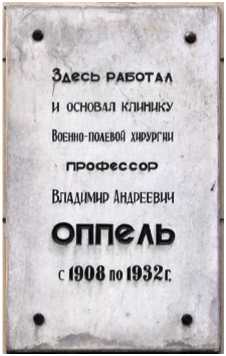 Здесь работал
и основал клинику
Военно-полевой хирургии
профессор
Владимир Андреевич
Оппель
с 1908 по 1932 г.